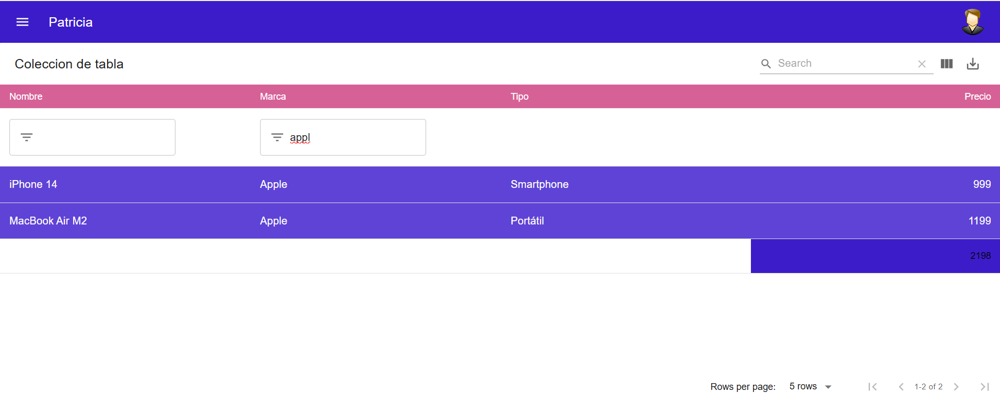 Patricia
Coleccion de tabla
Search
Nombre Marca Tipo Precio
appl
iPhone 14 Apple Smartphone 999
MacBook Air M2 Apple Portátil 1199
2198
Rows per page: 5 rows 1-2 of 2